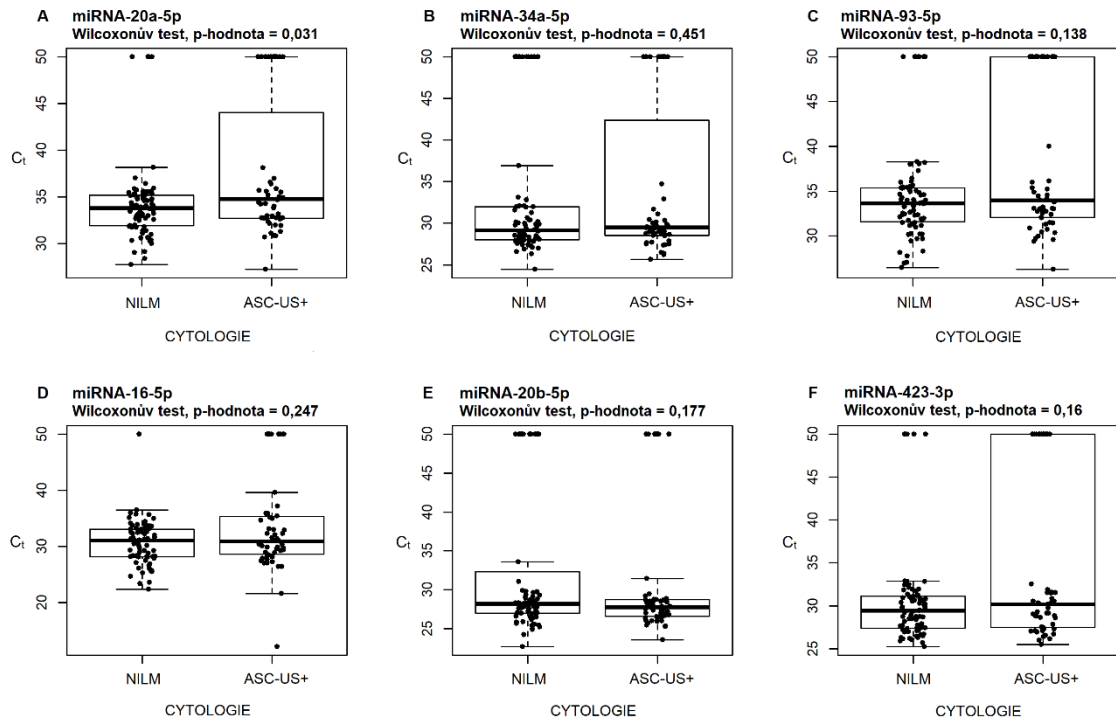 A miRNA-20a-5p
Wilcoxonův test, p-hodnota = 0,031
50
45
40
Ct
35
30
NILM ASC-US+
CYTOLOGIE
B miRNA-34a-5p
Wilcoxonův test, p-hodnota = 0,451
50
45
40
Ct
35
30
25
NILM ASC-US+
CYTOLOGIE
C miRNA-93-5p
Wilcoxonův test, p-hodnota = 0,138
50
45
40
Ct
35
30
NILM ASC-US+
CYTOLOGIE
D miRNA-16-5p
Wilcoxonův test, p-hodnota = 0,247
50
40
Ct
30
20
NILM ASC-US+
CYTOLOGIE
E miRNA-20b-5p
Wilcoxonův test, p-hodnota = 0,177
50
45
40
Ct
35
30
25
NILM ASC-US+
CYTOLOGIE
F miRNA-423-3p
Wilcoxonův test, p-hodnota = 0,16
50
45
40
Ct
35
30
25
NILM ASC-US+
CYTOLOGIE